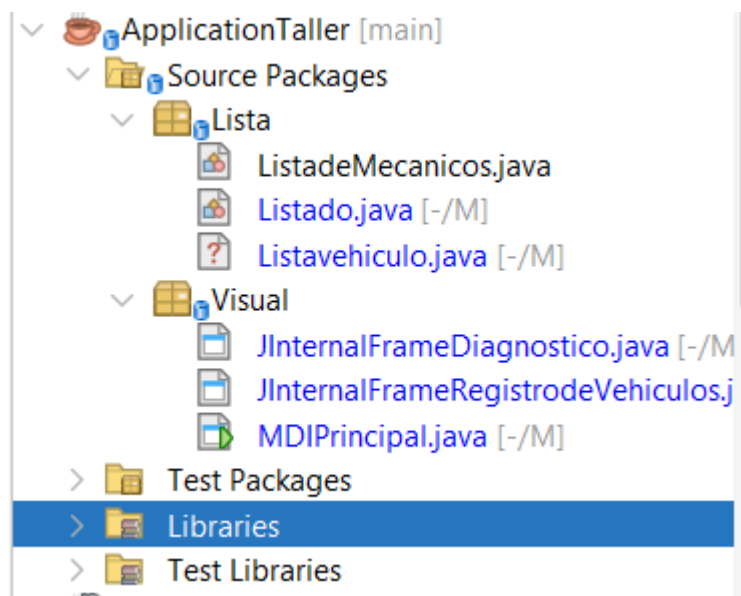 ApplicationTaller [main]
Source Packages
Lista
ListadeMecanicos.java
Listado.java [-/M]
Listavehiculo.java [-/M]
Visual
JInternalFrameDiagnostico.java [-/M
JInternalFrameRegistrodeVehiculos.j
MDIPrincipal.java [-/M]
Test Packages
Libraries
Test Libraries